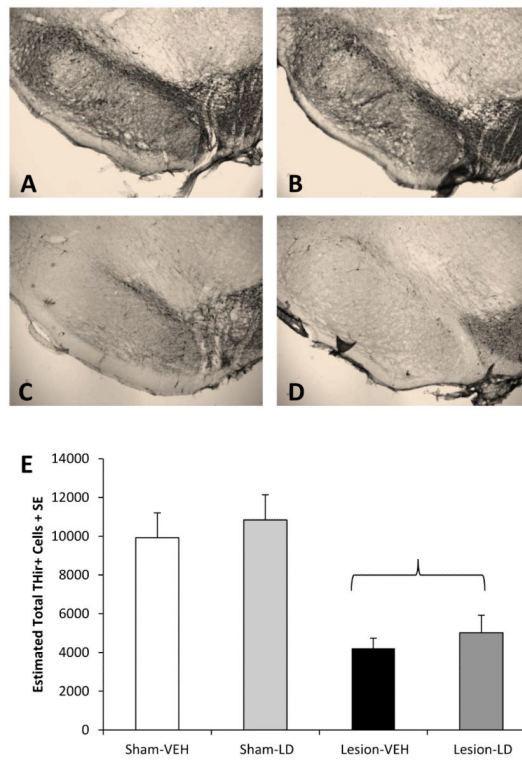 A
B
C
D
E
Estimated Total THir+ Cells + SE
14000
12000
10000
8000
6000
4000
2000
0
Sham-VEH
Sham-LD
Lesion-VEH
Lesion-LD